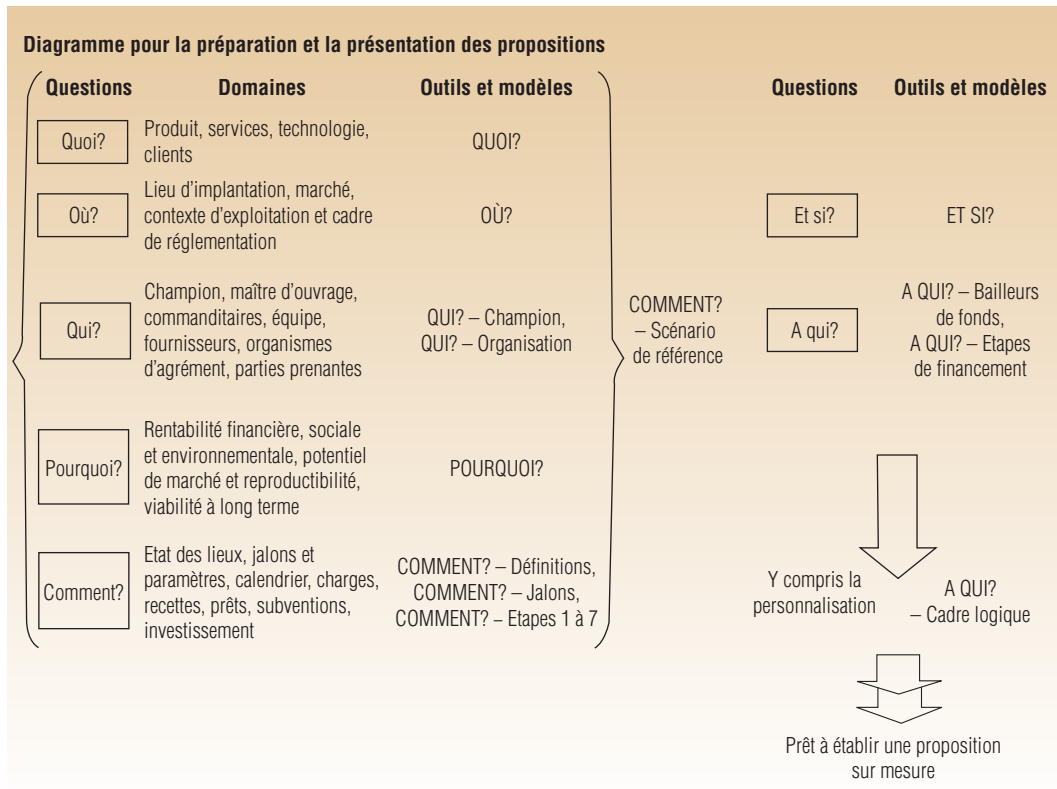 Diagramme pour la préparation et la présentation des propositions
Questions Domaines Outils et modèles
Quoi?
Produit, services, technologie,
clients
QUOI?
Où?
Lieu d'implantation, marché,
contexte d'exploitation et cadre
de réglementation
OÙ?
Qui?
Champion, maître d'ouvrage,
commanditaires, équipe,
fournisseurs, organismes
d'agrément, parties prenantes
QUI? – Champion,
QUI? – Organisation
Pourquoi?
Rentabilité financière, sociale
et environnementale, potentiel
de marché et reproductibilité,
viabilité à long terme
POURQUOI?
Comment?
Etat des lieux, jalons et
paramètres, calendrier, charges,
recettes, prêts, subventions,
investissement
COMMENT? – Définitions,
COMMENT? – Jalons,
COMMENT? – Etapes 1 à 7
COMMENT?
– Scénario
de référence
Questions Outils et modèles
Et si?
ET SI?
A qui?
A QUI? – Bailleurs
de fonds,
A QUI? – Etapes
de financement
Y compris la
personnalisation
A QUI?
– Cadre logique
Prêt à établir une proposition
sur mesure